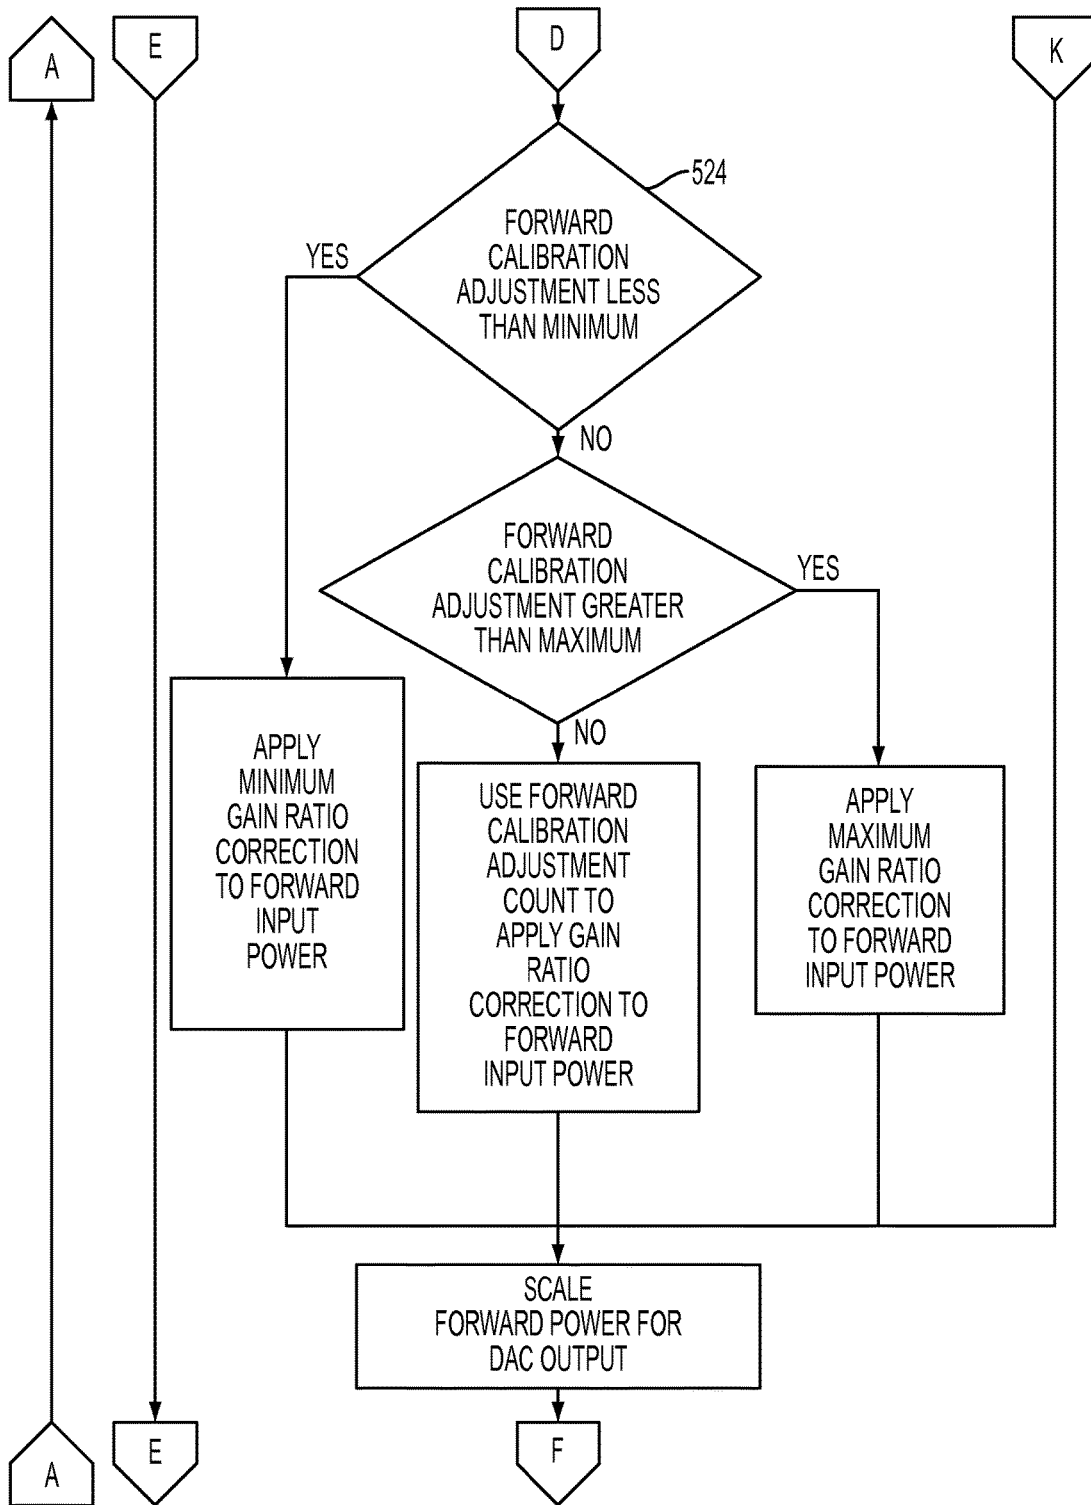 A
E
D
K
524
FORWARD
CALIBRATION
ADJUSTMENT LESS
THAN MINIMUM
YES
NO
FORWARD
CALIBRATION
ADJUSTMENT GREATER
THAN MAXIMUM
YES
NO
APPLY
MINIMUM
GAIN RATIO
CORRECTION
TO FORWARD
INPUT
POWER
USE FORWARD
CALIBRATION
ADJUSTMENT
COUNT TO
APPLY GAIN
RATIO
CORRECTION TO
FORWARD
INPUT POWER
APPLY
MAXIMUM
GAIN RATIO
CORRECTION
TO FORWARD
INPUT POWER
SCALE
FORWARD POWER FOR
DAC OUTPUT
A
E
F